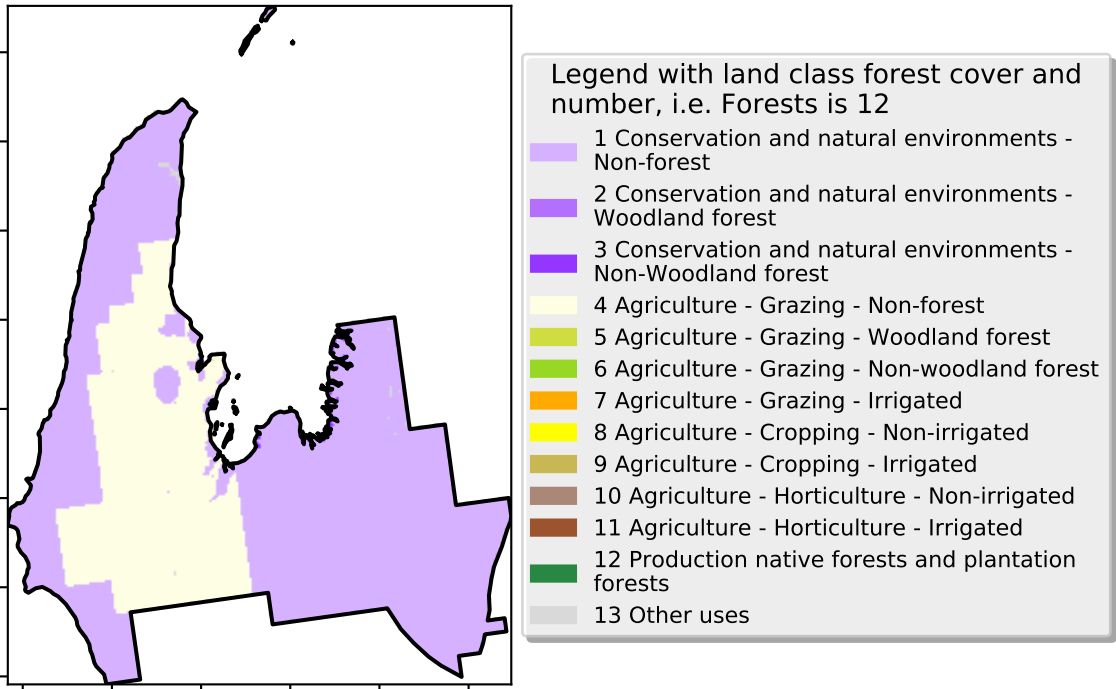 Legend with land class forest cover and
number, i.e. Forests is 12
1 Conservation and natural environments -
Non-forest
2 Conservation and natural environments -
Woodland forest
3 Conservation and natural environments -
Non-Woodland forest
4 Agriculture - Grazing - Non-forest
5 Agriculture - Grazing - Woodland forest
6 Agriculture - Grazing - Non-woodland forest
7 Agriculture - Grazing - Irrigated
8 Agriculture - Cropping - Non-irrigated
9 Agriculture - Cropping - Irrigated
10 Agriculture - Horticulture - Non-irrigated
11 Agriculture - Horticulture - Irrigated
12 Production native forests and plantation
forests
13 Other uses